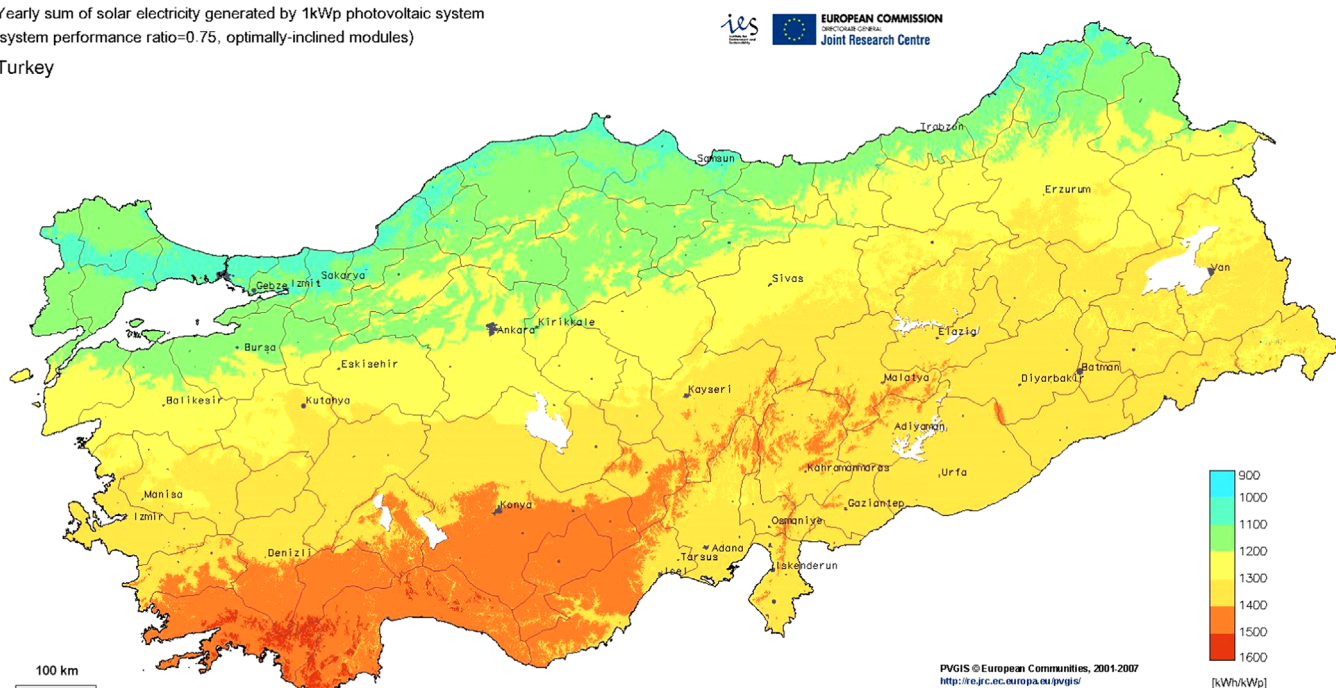 Yearly sum of solar electricity generated by 1kWp photovoltaic system
(system performance ratio=0.75, optimally-inclined modules)
Turkey
ies
EUROPEAN COMMISSION
DIRECTORATE-GENERAL
Joint Research Centre
Trabzon
Samsun
Erzurum
Van
Sakarya
Gebze
Izmit
Sivas
Ankara
Kirikkale
Elazig
Bursa
Eskisehir
Batman
Diyarbakir
Malatya
Kayseri
Balikesir
Kutahya
Adiyaman
Kahramanmaras
Urfa
Manisa
Izmir
Konya
Gaziantep
Osmaniye
Denizli
Adana
Tarsus
Icel
Iskenderun
900
1000
1100
1200
1300
1400
1500
1600
[kWh/kWp]
100 km
PVGIS © European Communities, 2001-2007
http://re.jrc.ec.europa.eu/pvgis/